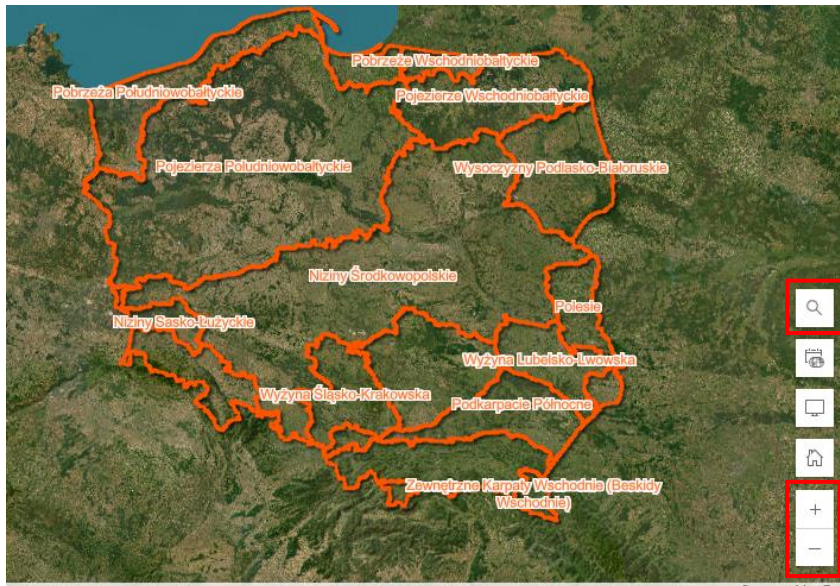 Pobrzeże Wschodniobałtyckie
Pobrzeża Południowobałtyckie
Pojezierze Wschodniobałtyckie
Pojezierza Południowobałtyckie
Wysoczyzny Podlasko-Białoruskie
Niziny Środkowopolskie
Polesie
Niziny Sasko-Łużyckie
Wyżyna Lubelsko-Lwowska
Wyżyna Śląsko-Krakowska
Podkarpacie Północne
Zewnętrzne Karpaty Wschodnie (Beskidy
Wschodnie)